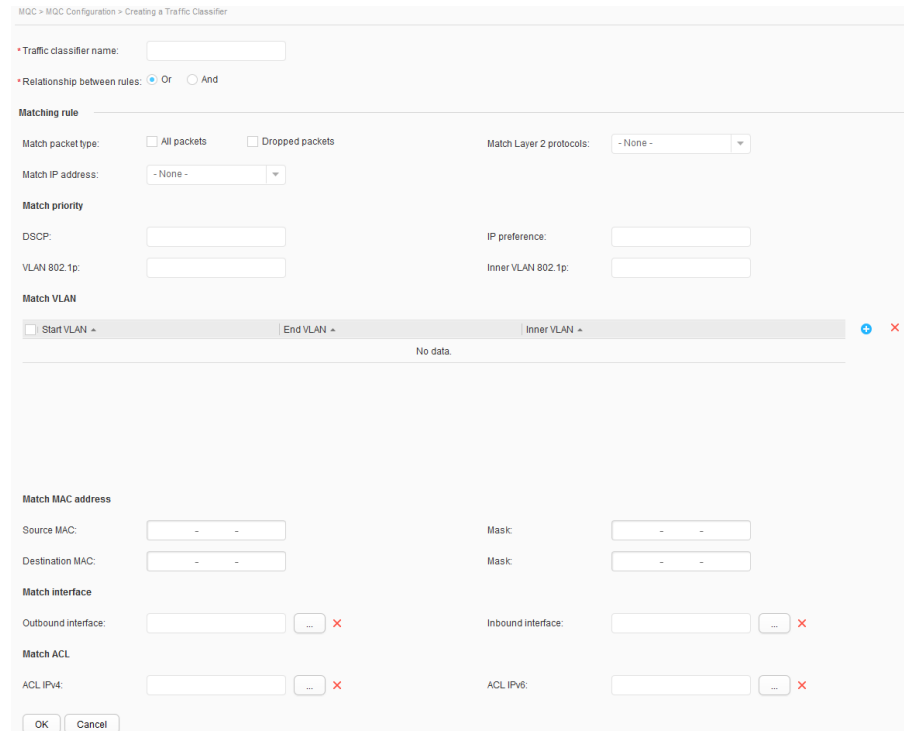 MQC > MQC Configuration > Creating a Traffic Classifier
*Traffic classifier name:
*Relationship between rules: Or And
Matching rule
Match packet type: All packets Dropped packets Match Layer 2 protocols: - None -
Match IP address: - None -
Match priority
DSCP: IP preference:
VLAN 802.1p: Inner VLAN 802.1p:
Match VLAN
Start VLAN End VLAN Inner VLAN
No data.
Match MAC address
Source MAC: - - Mask: - -
Destination MAC: - - Mask: - -
Match interface
Outbound interface: ... Inbound interface: ...
Match ACL
ACL IPv4: ... ACL IPv6: ...
OK Cancel